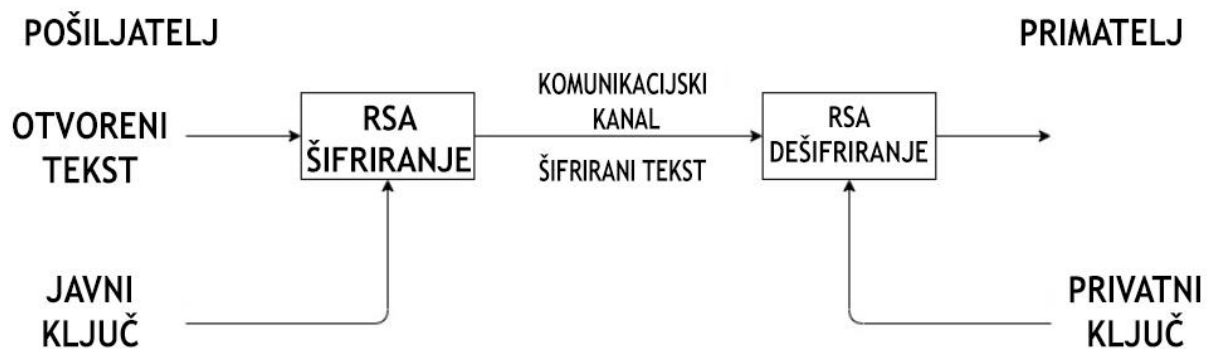 POŠILJATELJ
PRIMATELJ
OTVORENI
TEKST
RSA
ŠIFRIRANJE
KOMUNIKACIJSKI
KANAL
ŠIFRIRANI TEKST
RSA
DEŠIFRIRANJE
JAVNI
KLJUČ
PRIVATNI
KLJUČ